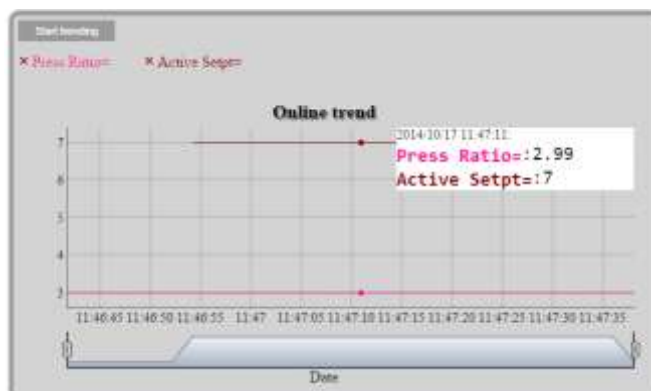 Start trending
× Press Ratio= × Active Setpt=
Online trend
2014/10/17 11:47:11
Press Ratio=:2.99
Active Setpt=:7
7
6
5
4
3
11:46:45 11:46:50 11:46:55 11:47 11:47:05 11:47:10 11:47:15 11:47:20 11:47:25 11:47:30 11:47:35
Date